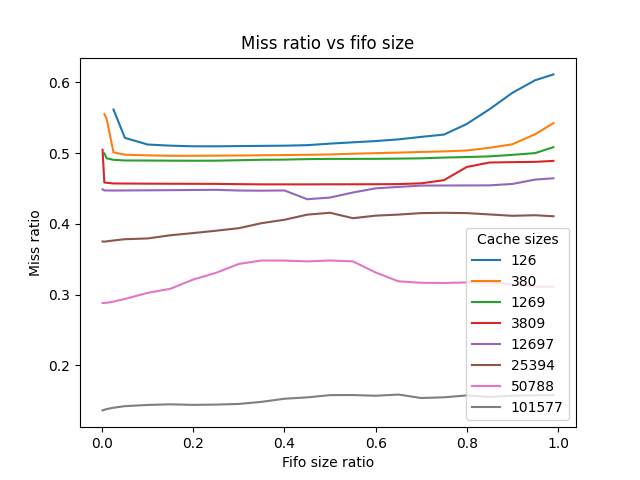 Miss ratio vs fifo size
Miss ratio
0.6
0.5
0.4
0.3
0.2
Cache sizes
126
380
1269
3809
12697
25394
50788
101577
0.0 0.2 0.4 0.6 0.8 1.0
Fifo size ratio